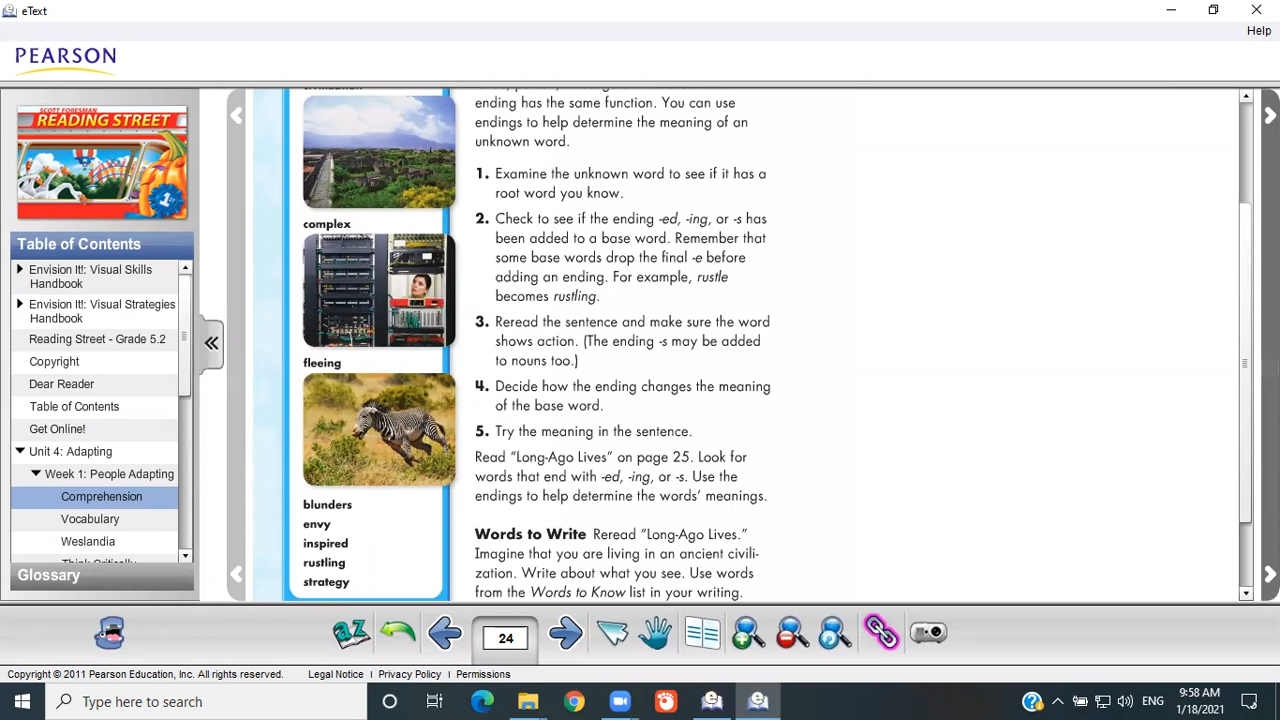 eText
Help
PEARSON
SCOTT FORESMAN
READING STREET
1
Table of Contents
Envision It!: Visual Skills
Handbook
Envision It!: Visual Strategies
Handbook
Reading Street - Grade 5.2
Copyright
Dear Reader
Table of Contents
Get Online!
Unit 4: Adapting
Week 1: People Adapting
Comprehension
Vocabulary
Weslandia
Think Critically
Glossary
complex
fleeing
blunders
envy
inspired
rustling
strategy
ending has the same function. You can use
endings to help determine the meaning of an
unknown word.
1. Examine the unknown word to see if it has a
root word you know.
2. Check to see if the ending -ed, -ing, or -s has
been added to a base word. Remember that
some base words drop the final -e before
adding an ending. For example, rustle
becomes rustling.
3. Reread the sentence and make sure the word
shows action. (The ending -s may be added
to nouns too.)
4. Decide how the ending changes the meaning
of the base word.
5. Try the meaning in the sentence.
Read “Long-Ago Lives” on page 25. Look for
words that end with -ed, -ing, or -s. Use the
endings to help determine the words’ meanings.
Words to Write Reread “Long-Ago Lives.”
Imagine that you are living in an ancient civili-
zation. Write about what you see. Use words
from the Words to Know list in your writing.
a z
24
Copyright © 2011 Pearson Education, Inc. All rights reserved. Legal Notice | Privacy Policy | Permissions
Type here to search
ENG
9:58 AM
1/18/2021